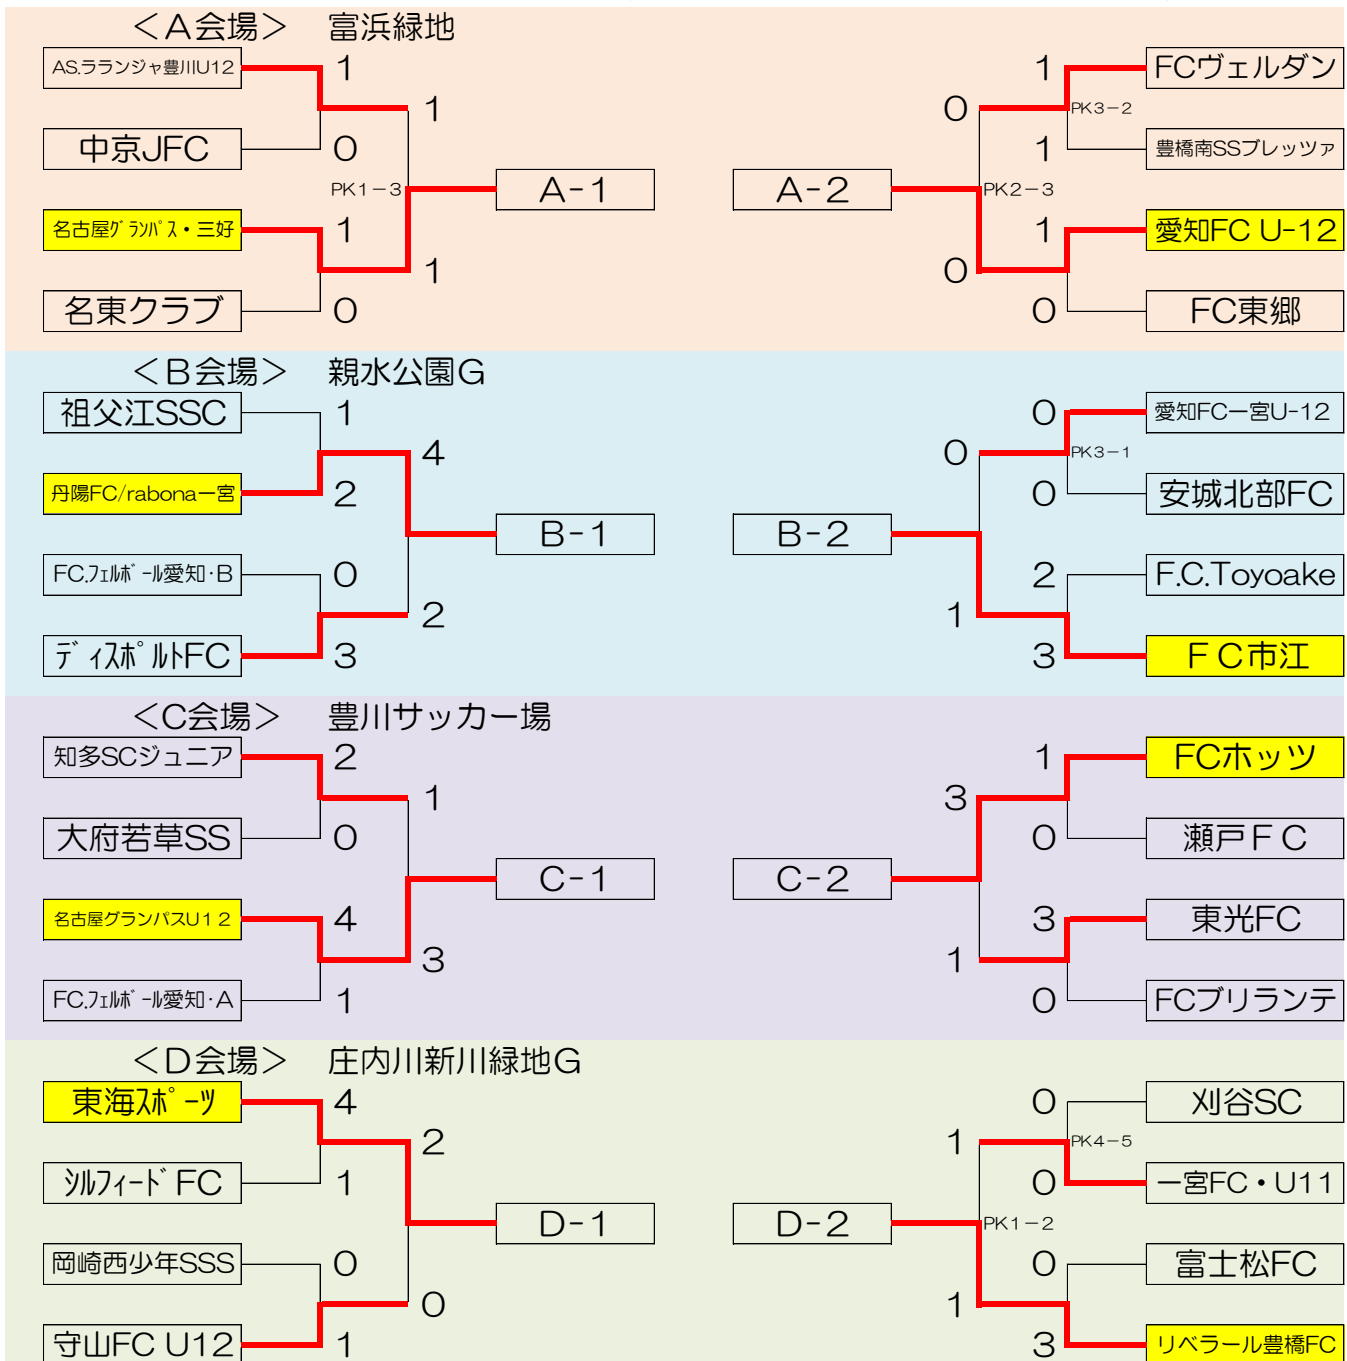 ＜A会場＞　富浜緑地
AS.ラランジャ豊川U12 1
1
中京JFC 0
PK1−3
A-1
名古屋ｸﾞﾗﾝﾊﾟｽ・三好 1
1
名東クラブ 0
1 FCヴェルダン
0 PK3−2
1 豊橋南SSブレッツァ
A-2 PK2−3
1 愛知FC U-12
0
0 FC東郷
＜B会場＞　親水公園G
祖父江SSC 1
4
丹陽FC/rabona一宮 2
B-1
FC.ﾌｪﾙﾎﾞｰﾙ愛知･B 0
2
ﾃﾞｨｽﾎﾟﾙﾄFC 3
0 愛知FC一宮U-12
0 PK3−1
0 安城北部FC
B-2
2 F.C.Toyoake
1
3 ＦＣ市江
＜C会場＞　豊川サッカー場
知多SCジュニア 2
1
大府若草SS 0
C-1
名古屋グランパスU12 4
3
FC.ﾌｪﾙﾎﾞｰﾙ愛知･A 1
1 FCホッツ
3
0 瀬戸ＦＣ
C-2
3 東光FC
1
0 FCブリランテ
＜D会場＞　庄内川新川緑地G
東海ｽﾎﾟｰﾂ 4
2
ｼﾙﾌｨｰﾄﾞFC 1
D-1
岡崎西少年SSS 0
0
守山FC U12 1
0 刈谷SC
1 PK4−5
0 一宮FC・U11
D-2 PK1−2
0 富士松FC
1
3 リベラール豊橋FC